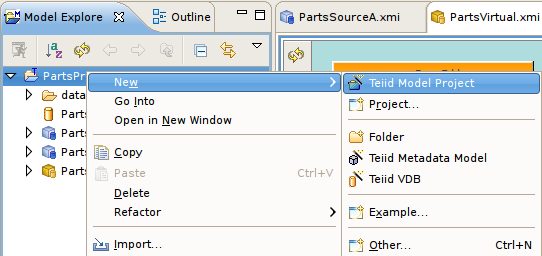 Model Explore Outline PartsSourceA.xmi PartsVirtual.xmi
PartsPr
data
Parts
Parts
Parts
Parts
New
Go Into
Open in New Window
Copy
Paste Ctrl+V
Delete
Refactor
Import...
Teiid Model Project
Project...
Folder
Teiid Metadata Model
Teiid VDB
Example...
Other... Ctrl+N